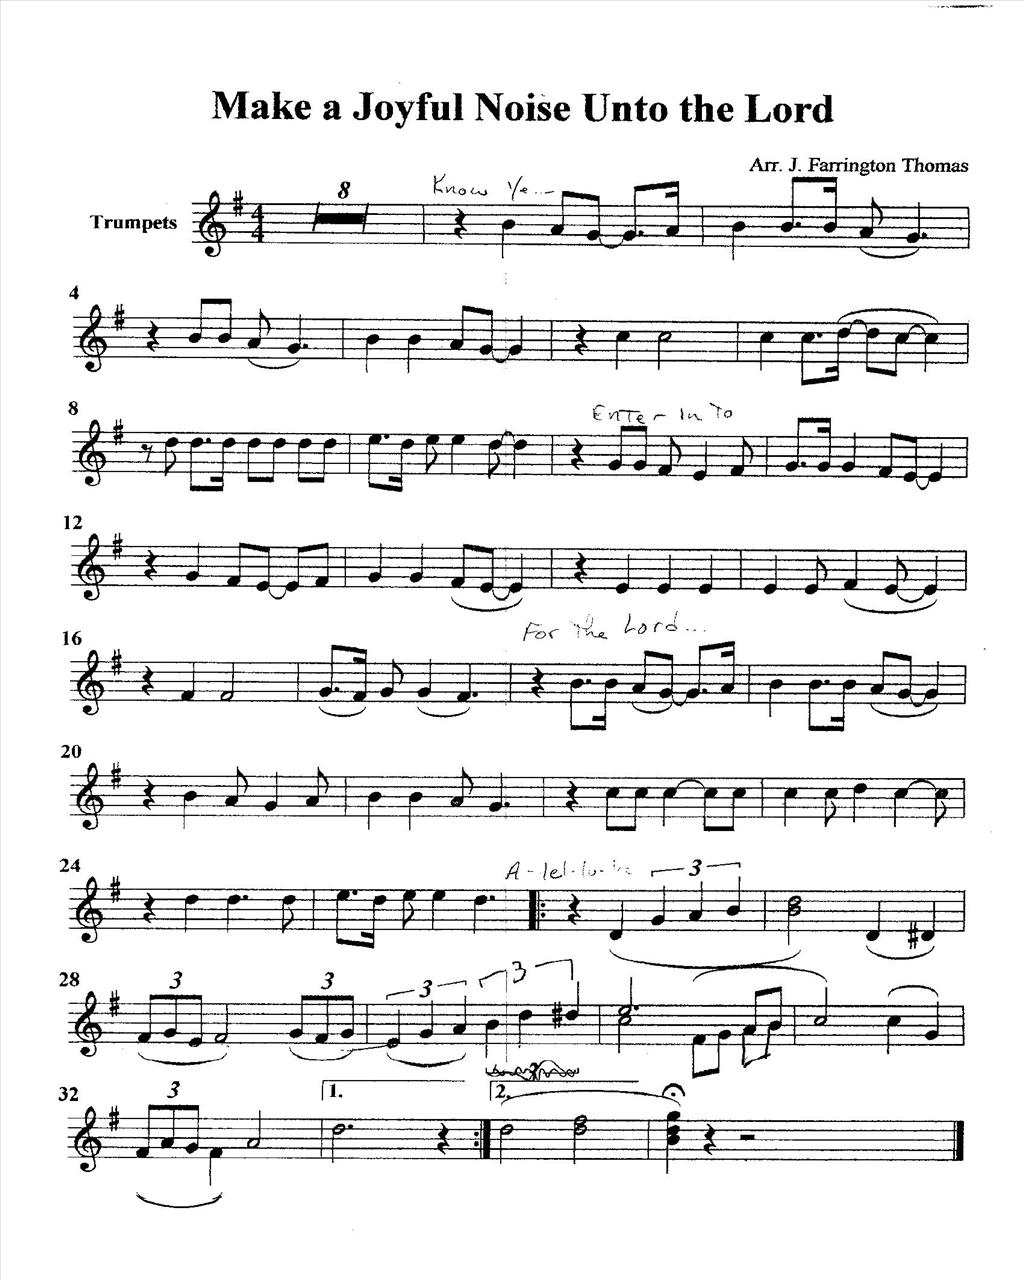 Make a Joyful Noise Unto the Lord
Arr. J. Farrington Thomas
8 Know Ye...
Trumpets
4
4
4
8
Enter In To
12
16
For The Lord...
20
24
A-lel-lu- 3
28
3 3 3 3
32
3 1. 2.